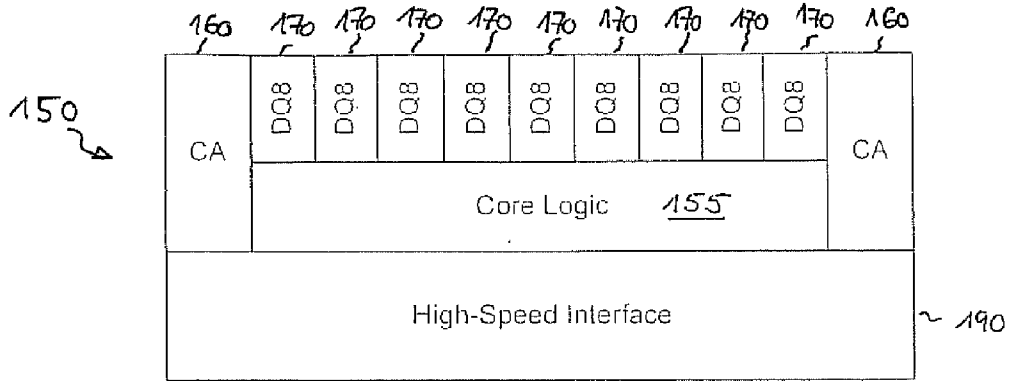 160 170 170 170 170 170 170 170 170 170 160
150
CA DQ8 DQ8 DQ8 DQ8 DQ8 DQ8 DQ8 DQ8 DQ8 CA
Core Logic 155
High-Speed Interface 190